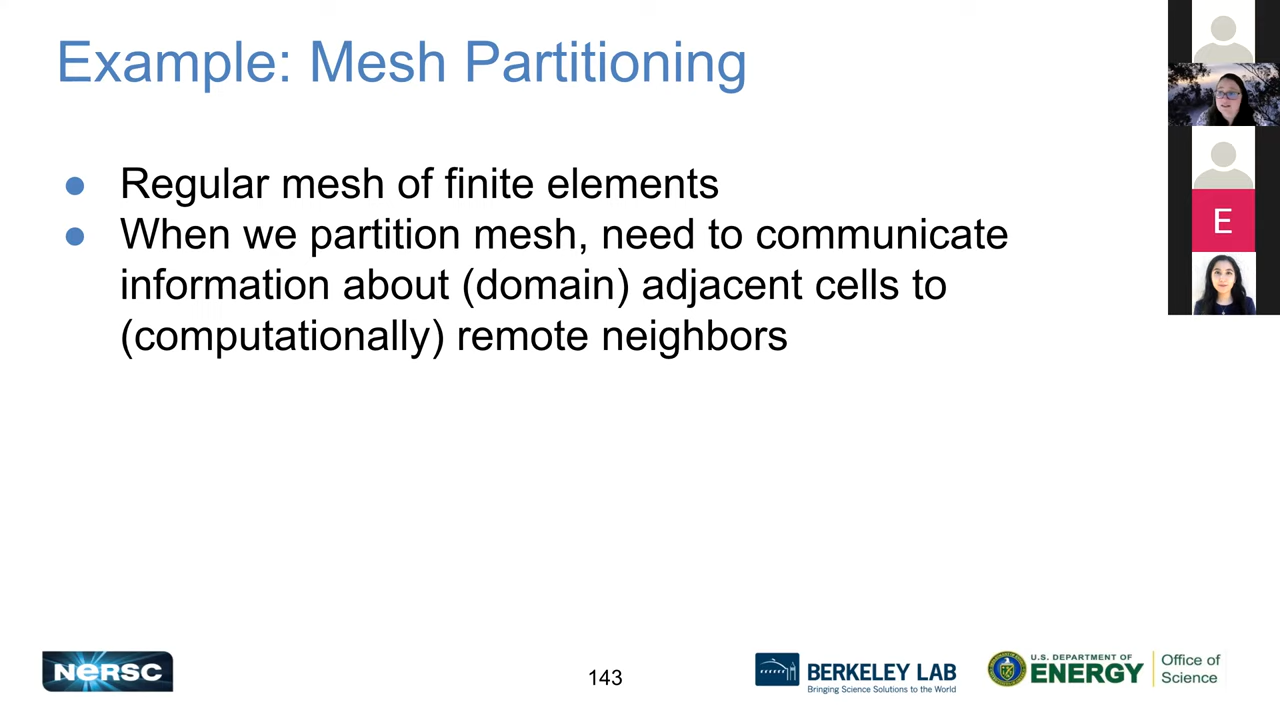 Example: Mesh Partitioning
● Regular mesh of finite elements
● When we partition mesh, need to communicate
information about (domain) adjacent cells to
(computationally) remote neighbors
E
NERSC
143
BERKELEY LAB
Bringing Science Solutions to the World
U.S. DEPARTMENT OF
ENERGY
Office of
Science